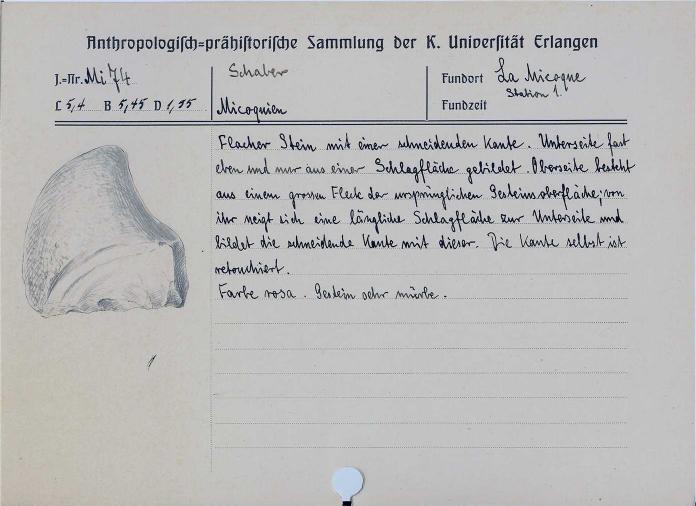 Anthropologisch=prähistorische Sammlung der K. Universität Erlangen
J.=Nr. Mi 74
L 5,4 B 5,45 D 1,55
Schaber
Micoquien
Fundort La Micoque
Station 1.
Fundzeit
Flacher Stein mit einer schneidenden Kante. Unterseite fast
eben und nur aus einer Schlagfläche gebildet. Oberseite besteht
aus einem grossen Fleck der ursprünglichen Gesteinsoberfläche; von
ihr neigt sich eine längliche Schlagfläche zur Unterseite und
bildet die schneidende Kante mit dieser. Die Kante selbst ist
retouchiert.
Farbe rosa. Gestein sehr mürbe.